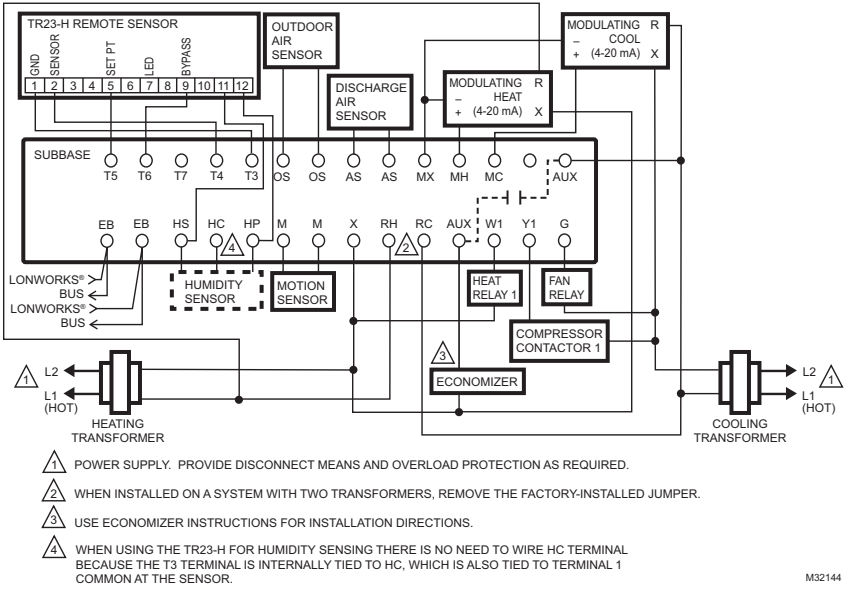 TR23-H REMOTE SENSOR
GND
SENSOR
SET PT
LED
BYPASS
1 2 3 4 5 6 7 8 9 10 11 12
OUTDOOR
AIR
SENSOR
DISCHARGE
AIR
SENSOR
MODULATING R
– HEAT
+ (4-20 mA) X
MODULATING R
– COOL
+ (4-20 mA) X
SUBBASE
T5 T6 T7 T4 T3 OS OS AS AS MX MH MC AUX
EB EB HS HC HP M M X RH RC AUX W1 Y1 G
4
2
LONWORKS®
BUS
LONWORKS®
BUS
HUMIDITY
SENSOR
MOTION
SENSOR
HEAT
RELAY 1
FAN
RELAY
COMPRESSOR
CONTACTOR 1
3
ECONOMIZER
1
L2
L1
(HOT)
HEATING
TRANSFORMER
L2
1
L1
(HOT)
COOLING
TRANSFORMER
1 POWER SUPPLY. PROVIDE DISCONNECT MEANS AND OVERLOAD PROTECTION AS REQUIRED.
2 WHEN INSTALLED ON A SYSTEM WITH TWO TRANSFORMERS, REMOVE THE FACTORY-INSTALLED JUMPER.
3 USE ECONOMIZER INSTRUCTIONS FOR INSTALLATION DIRECTIONS.
4 WHEN USING THE TR23-H FOR HUMIDITY SENSING THERE IS NO NEED TO WIRE HC TERMINAL
BECAUSE THE T3 TERMINAL IS INTERNALLY TIED TO HC, WHICH IS ALSO TIED TO TERMINAL 1
COMMON AT THE SENSOR.
M32144